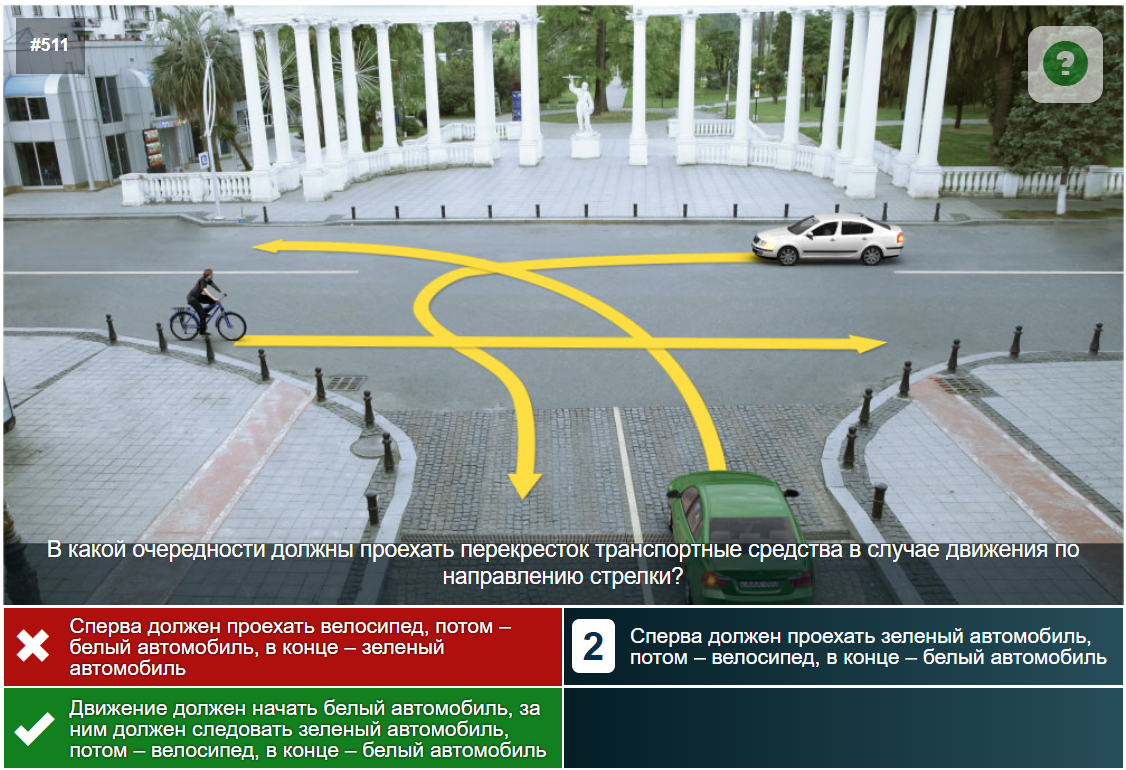 #511
?
В какой очередности должны проехать перекресток транспортные средства в случае движения по
направлению стрелки?
Сперва должен проехать велосипед, потом –
белый автомобиль, в конце – зеленый
автомобиль
2
Сперва должен проехать зеленый автомобиль,
потом – велосипед, в конце – белый автомобиль
Движение должен начать белый автомобиль, за
ним должен следовать зеленый автомобиль,
потом – велосипед, в конце – белый автомобиль